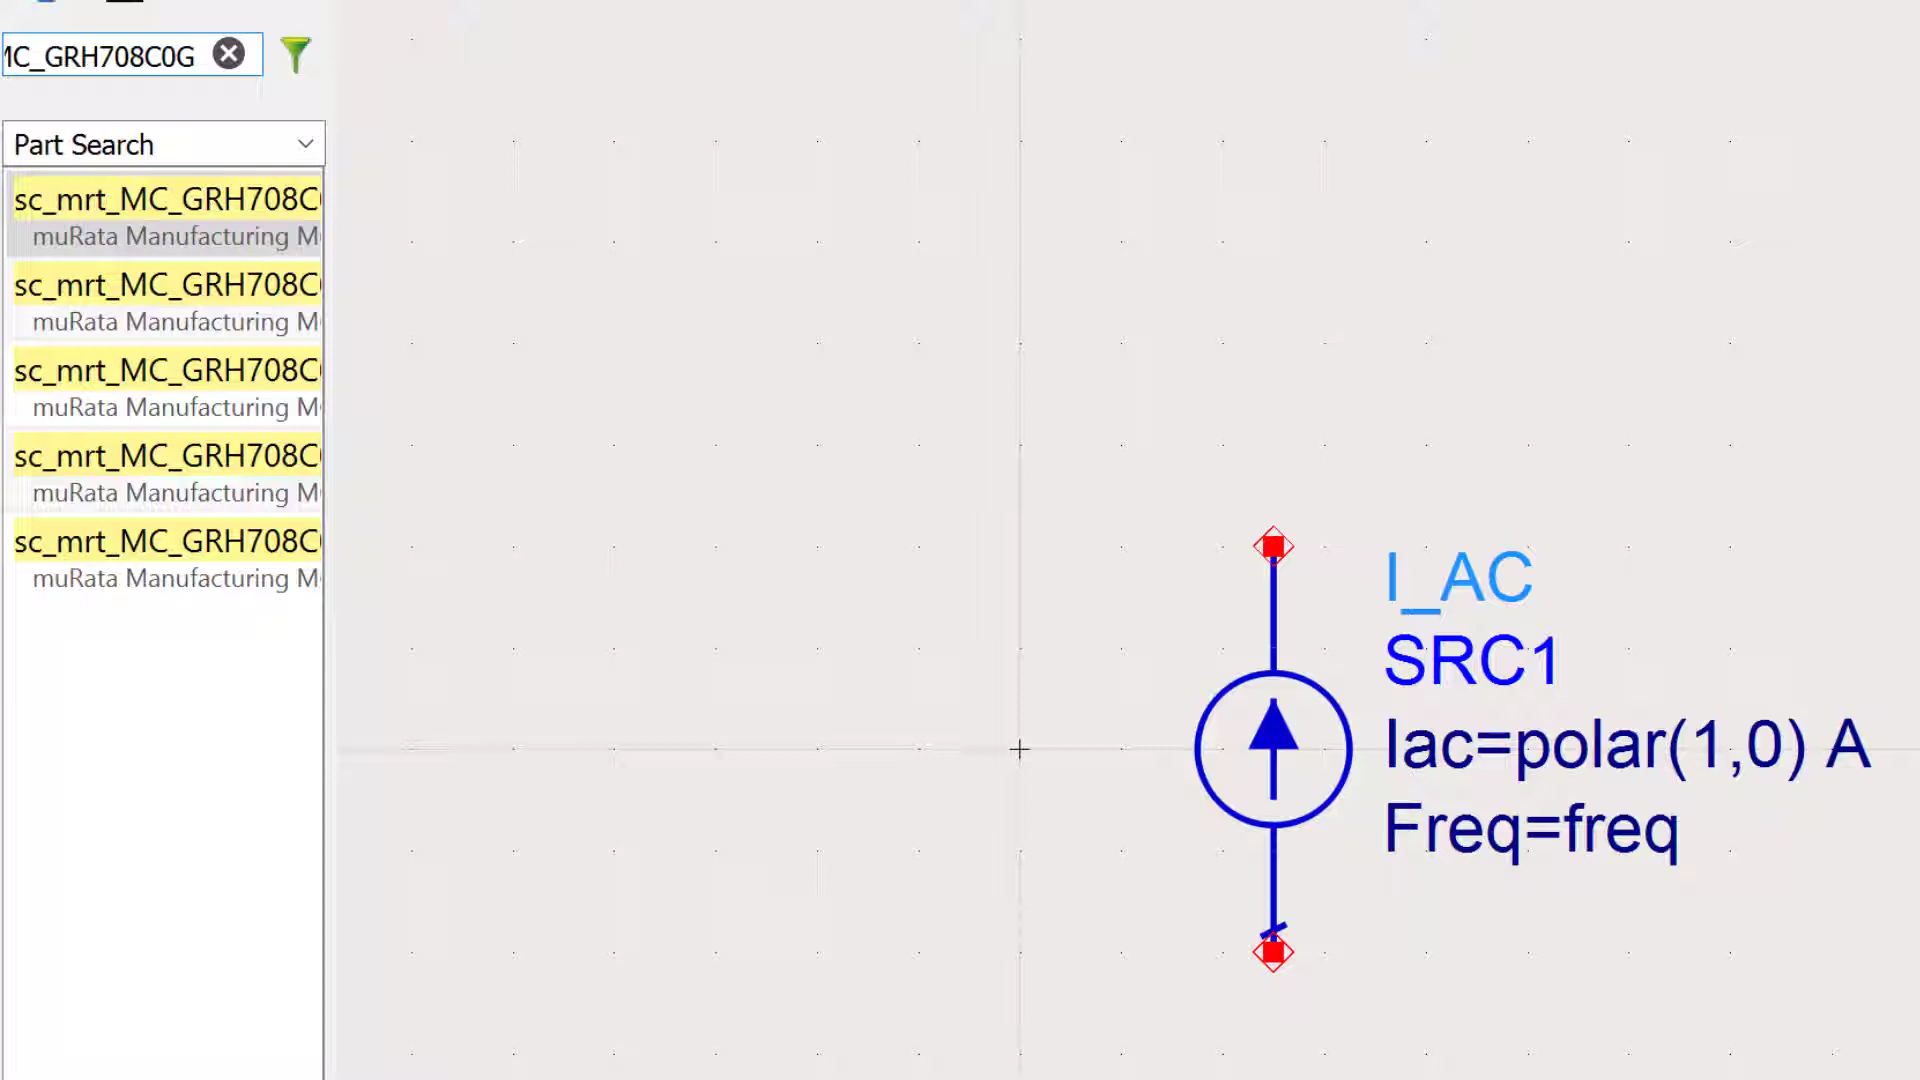 MC_GRH708C0G
Part Search
sc_mrt_MC_GRH708C
muRata Manufacturing M
sc_mrt_MC_GRH708C
muRata Manufacturing M
sc_mrt_MC_GRH708C
muRata Manufacturing M
sc_mrt_MC_GRH708C
muRata Manufacturing M
sc_mrt_MC_GRH708C
muRata Manufacturing M
I_AC
SRC1
Iac=polar(1,0) A
Freq=freq